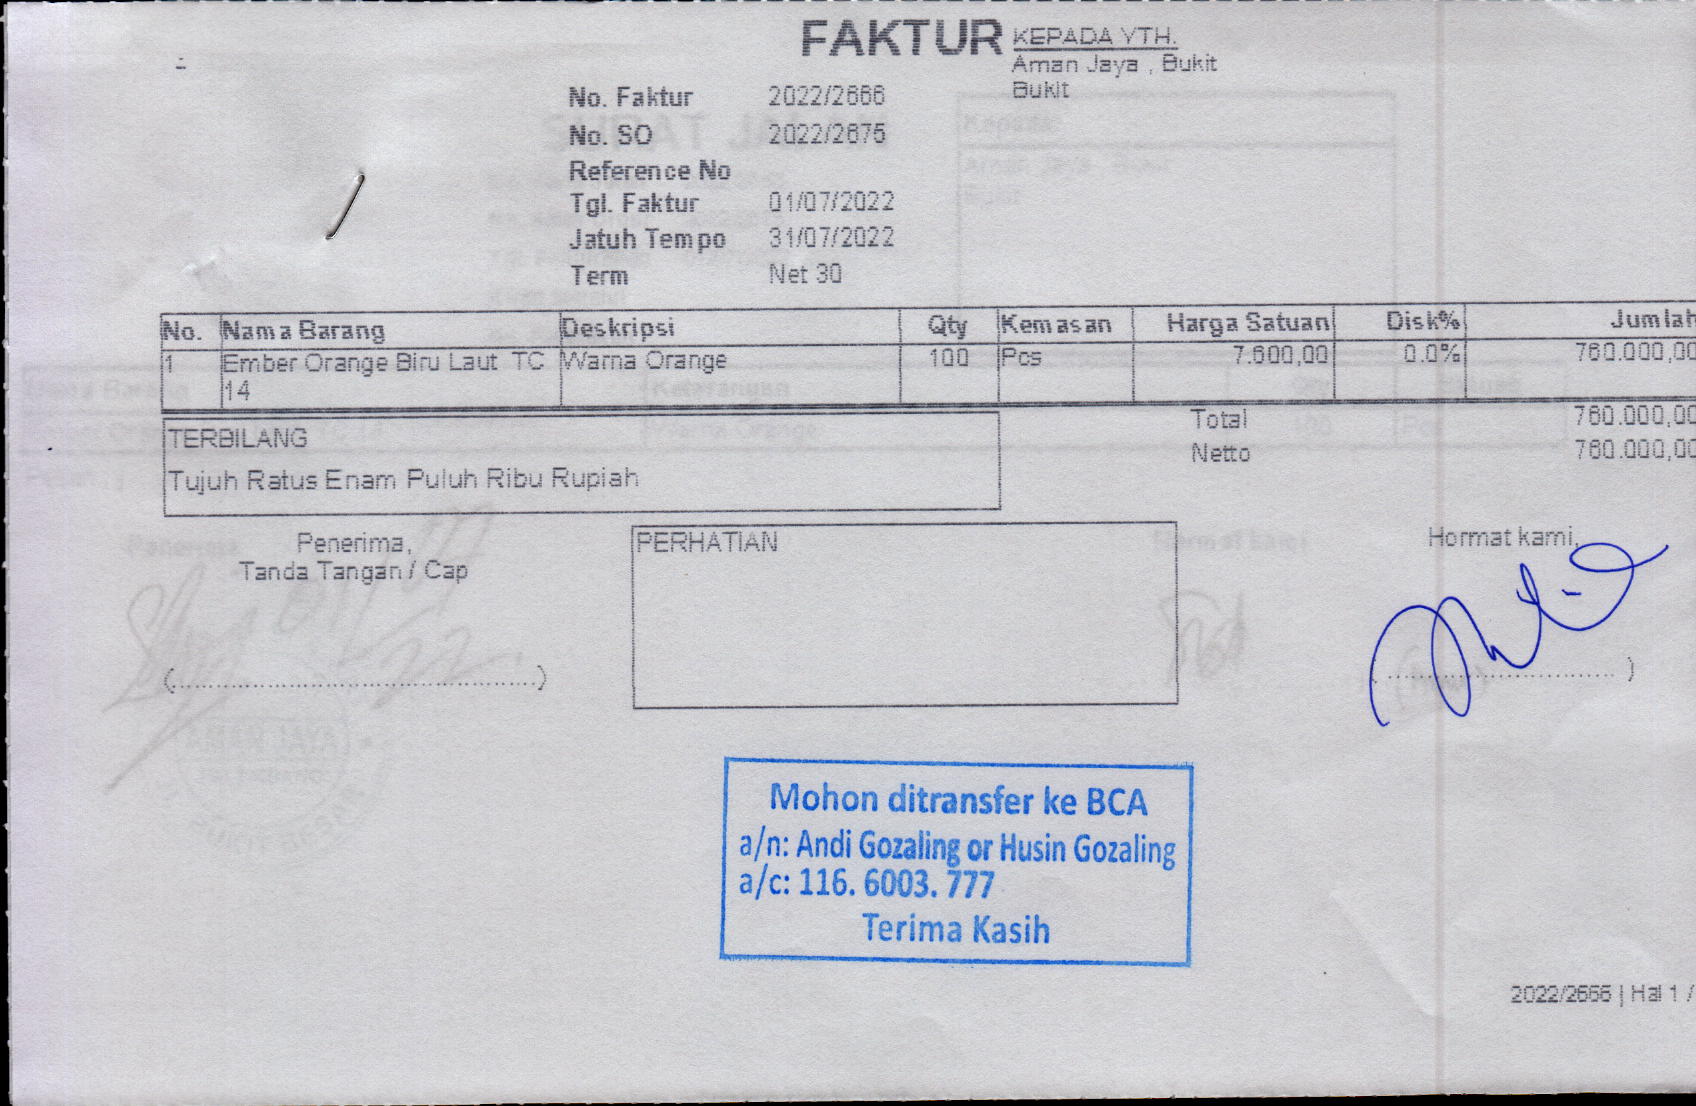 FAKTUR
KEPADA YTH.
Aman Jaya , Bukit
Bukit
No. Faktur 2022/2666
No. SO 2022/2675
Reference No
Tgl. Faktur 01/07/2022
Jatuh Tempo 31/07/2022
Term Net 30
No. Nama Barang Deskripsi Qty Kemasan Harga Satuan Disk% Jumlah
1 Ember Orange Biru Laut TC Warna Orange 100 Pcs 7.600,00 0.0% 760.000,00
14
Total 760.000,00
Netto 760.000,00
TERBILANG
Tujuh Ratus Enam Puluh Ribu Rupiah
Penerima,
Tanda Tangan / Cap
(..................................................)
PERHATIAN
Hormat kami,
( .................................. )
Mohon ditransfer ke BCA
a/n: Andi Gozaling or Husin Gozaling
a/c: 116. 6003. 777
Terima Kasih
2022/2666 | Hal 1 /